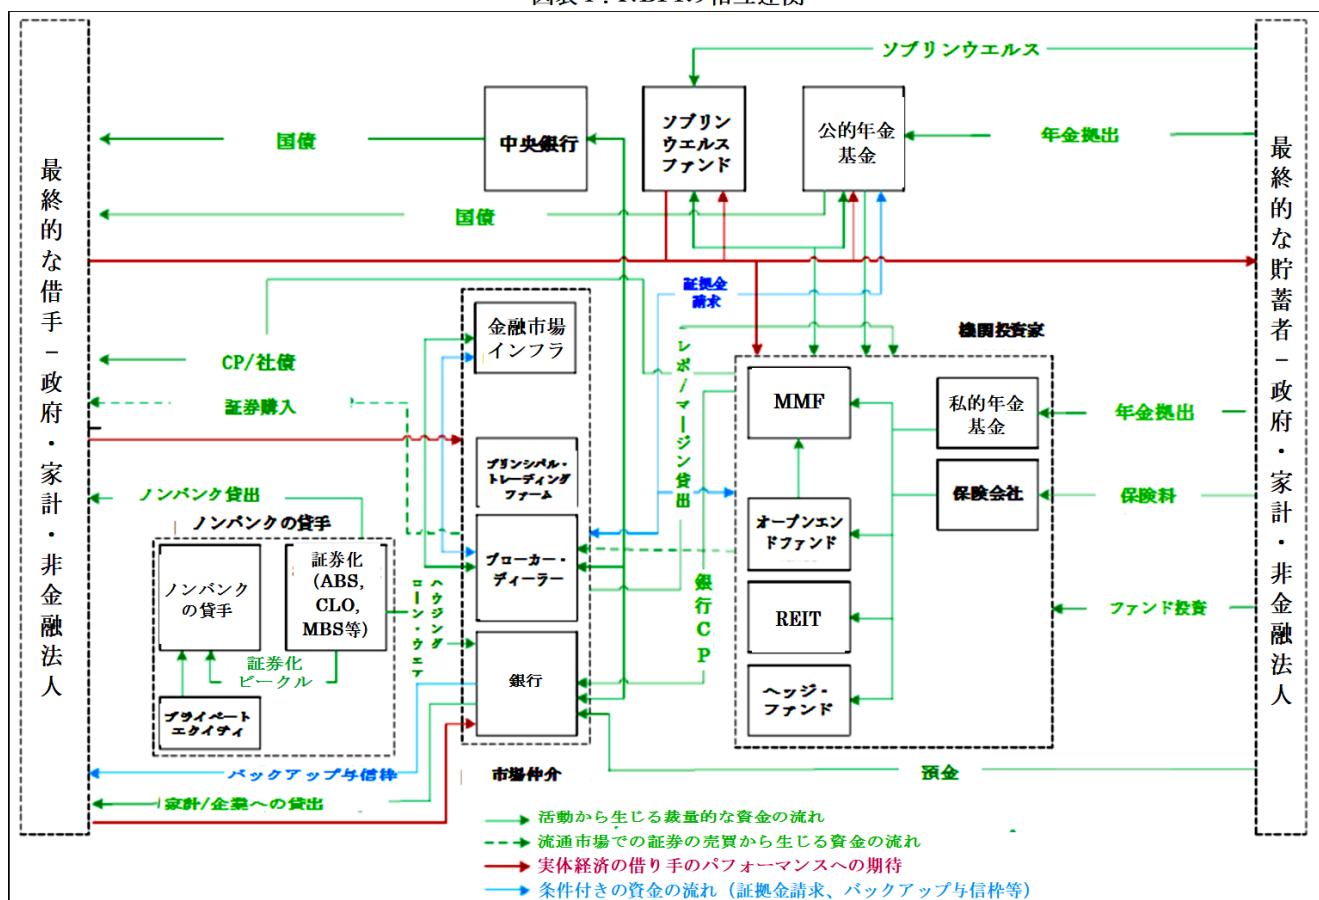 ソブリンウエルス
国債
中央銀行
ソブリン
ウエルス
ファンド
公的年金
基金
年金拠出
国債
最終的な借手－政府・家計・非金融法人
最終的な貯蓄者－政府・家計・非金融法人
証拠金
請求
金融市場
インフラ
レポ/マージン貸出
機関投資家
CP/社債
証券購入
MMF
私的年金
基金
年金拠出
プリンシパル・
トレーディング
ファーム
ノンバンク貸出
ノンバンクの貸手
保険会社
保険料
オープンエン
ドファンド
ブローカー・
ディーラー
ノンバンク
の貸手
証券化
(ABS,
CLO,
MBS等)
ローン・ウエア
ハウジング
銀行CP
REIT
ファンド投資
証券化
ビークル
銀行
ヘッジ・
ファンド
プライベート
エクイティ
バックアップ与信枠
市場仲介
預金
家計/企業への貸出
活動から生じる裁量的な資金の流れ
流通市場での証券の売買から生じる資金の流れ
実体経済の借り手のパフォーマンスへの期待
条件付きの資金の流れ（証拠金請求、バックアップ与信枠等）